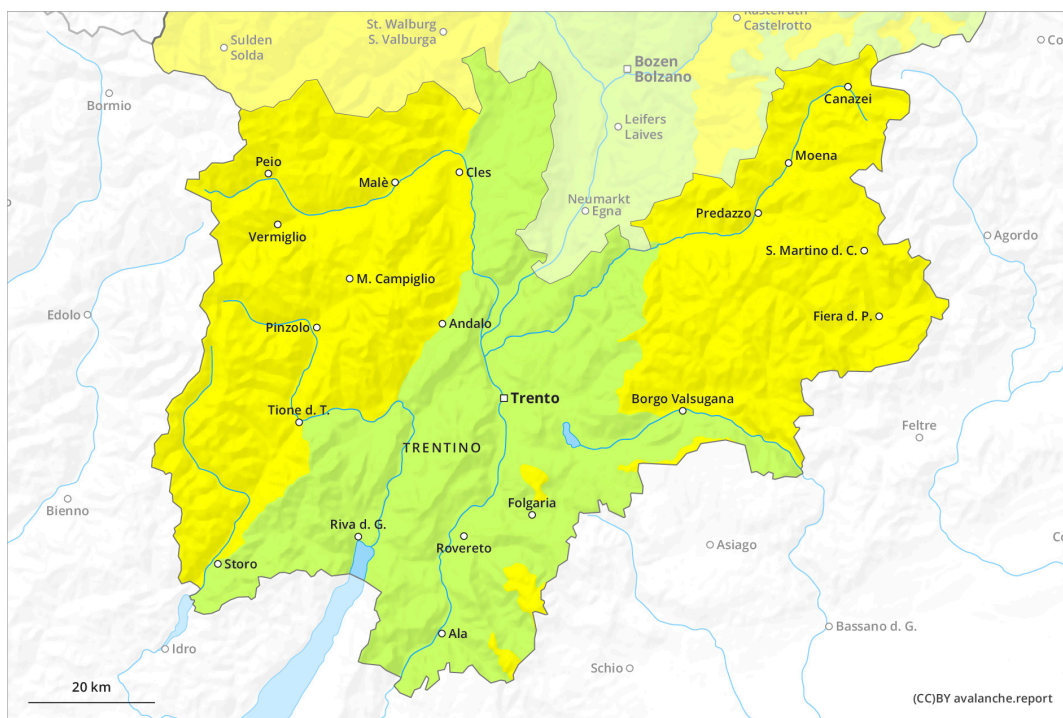 St. Walburg
S. Valburga
Kastelruth
Castelrotto
Sulden
Solda
Bozen
Bolzano
Bormio
Canazei
Leifers
Laives
Moena
Peio
Malè
Cles
Neumarkt
Egna
Predazzo
Vermiglio
Agordo
S. Martino d. C.
M. Campiglio
Edolo
Pinzolo
Andalo
Fiera d. P.
Trento
Borgo Valsugana
Tione d. T.
Feltre
TRENTINO
Bienno
Folgaria
Riva d. G.
Rovereto
Asiago
Storo
Ala
Bassano d. G.
Idro
Schio
20 km
(CC)BY avalanche.report